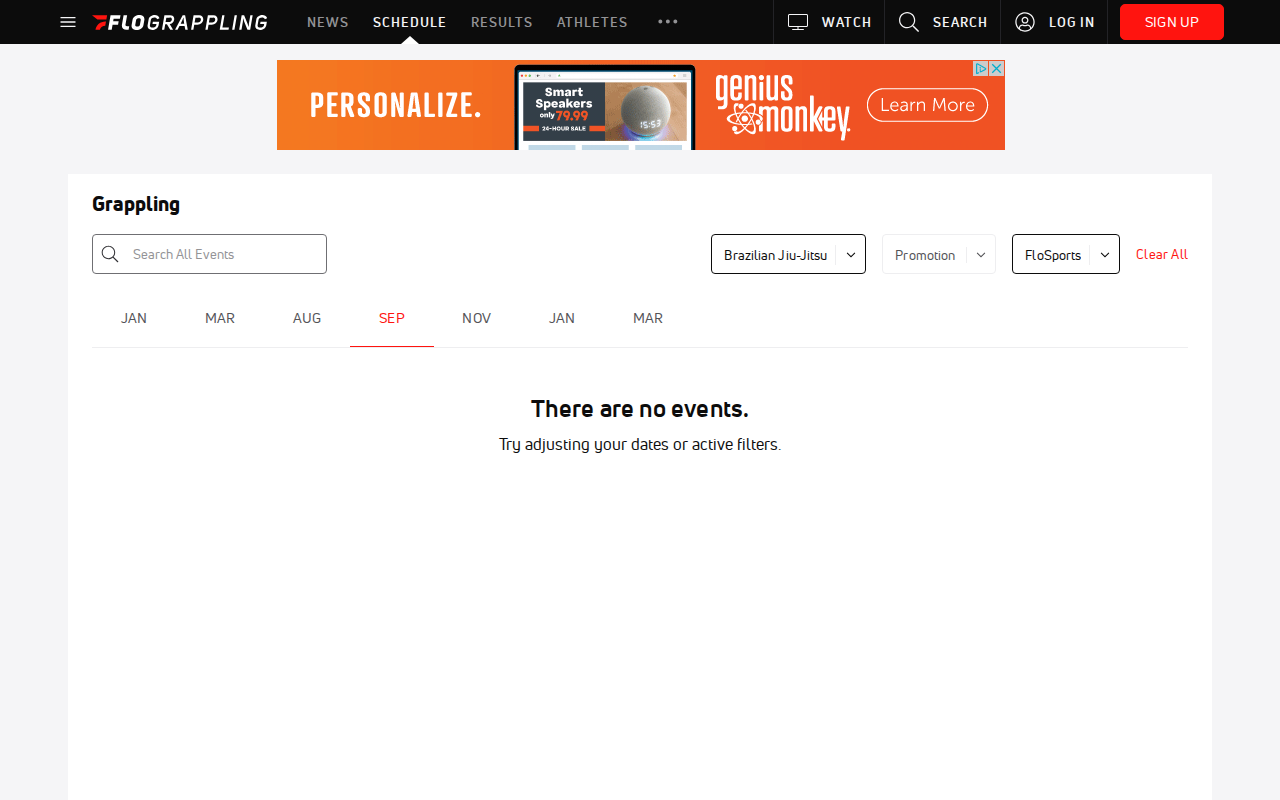 FLOGRAPPLING
NEWS
SCHEDULE
RESULTS
ATHLETES
WATCH
SEARCH
LOG IN
SIGN UP
PERSONALIZE.
Smart
Speakers
only 79.99
24-HOUR SALE
15:53
genius
monkey.
Learn More
Grappling
Search All Events
Brazilian Jiu-Jitsu
Promotion
FloSports
Clear All
JAN
MAR
AUG
SEP
NOV
JAN
MAR
There are no events.
Try adjusting your dates or active filters.